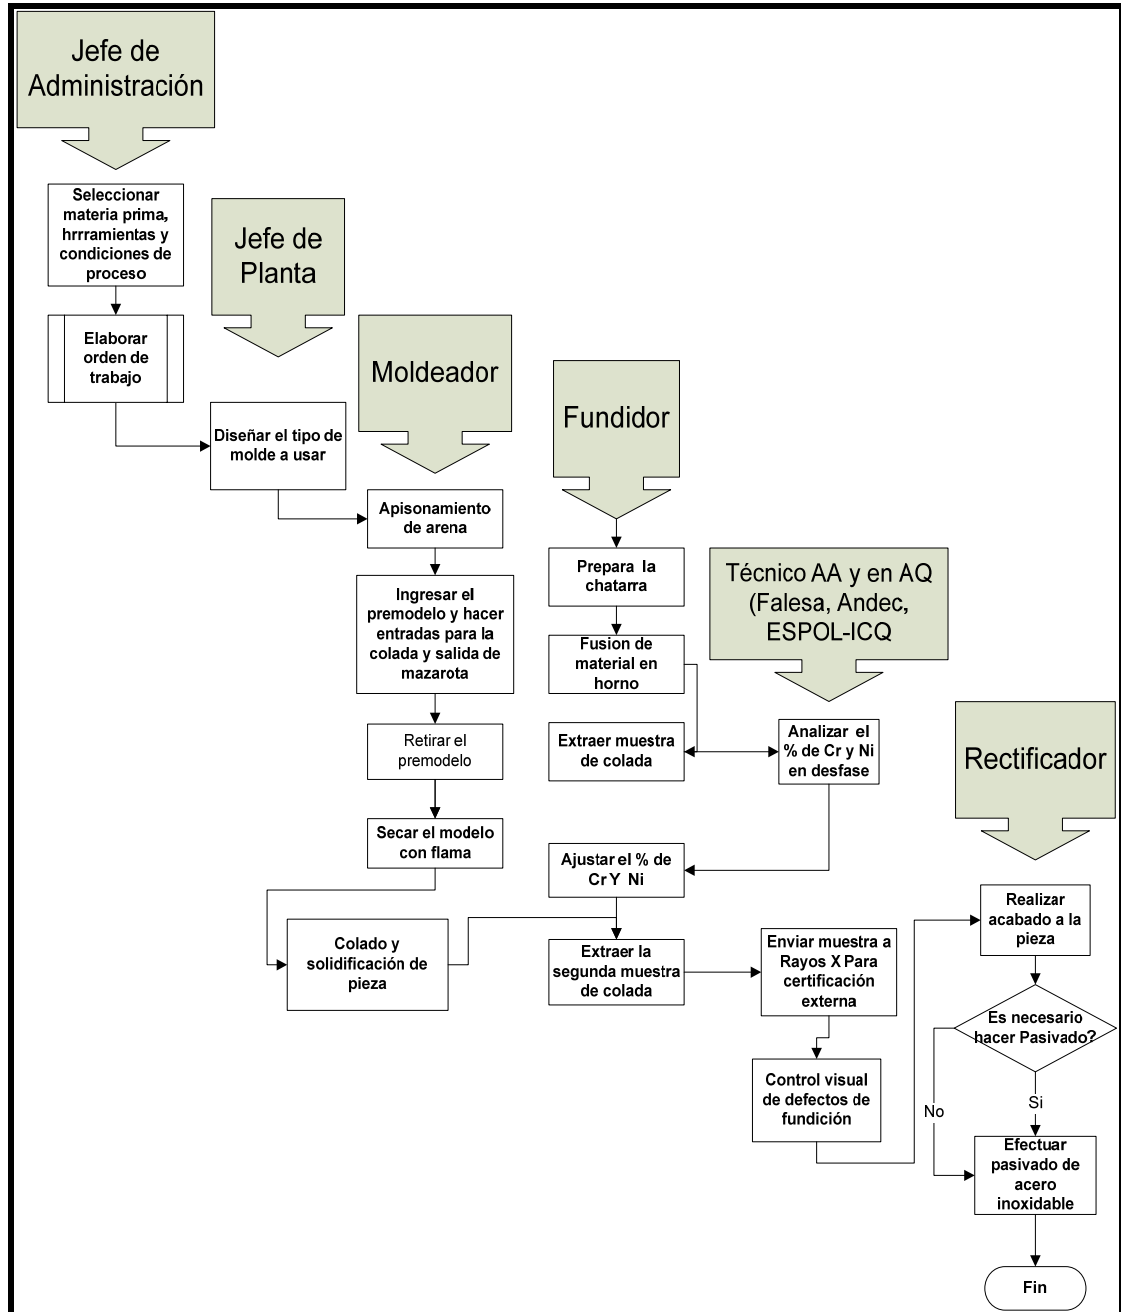 Jefe de
Administración
Seleccionar
materia prima,
hrrramientas y
condiciones de
proceso
Elaborar
orden de
trabajo
Jefe de
Planta
Diseñar el tipo de
molde a usar
Moldeador
Apisonamiento
de arena
Ingresar el
premodelo y hacer
entradas para la
colada y salida de
mazarota
Retirar el
premodelo
Secar el modelo
con flama
Colado y
solidificación de
pieza
Fundidor
Prepara la
chatarra
Fusion de
material en
horno
Extraer muestra
de colada
Ajustar el % de
Cr Y Ni
Extraer la
segunda muestra
de colada
Técnico AA y en AQ
(Falesa, Andec,
ESPOL-ICQ
Analizar el
% de Cr y Ni
en desfase
Enviar muestra a
Rayos X Para
certificación
externa
Control visual
de defectos de
fundición
Rectificador
Realizar
acabado a la
pieza
Es necesario
hacer Pasivado?
No
Si
Efectuar
pasivado de
acero
inoxidable
Fin